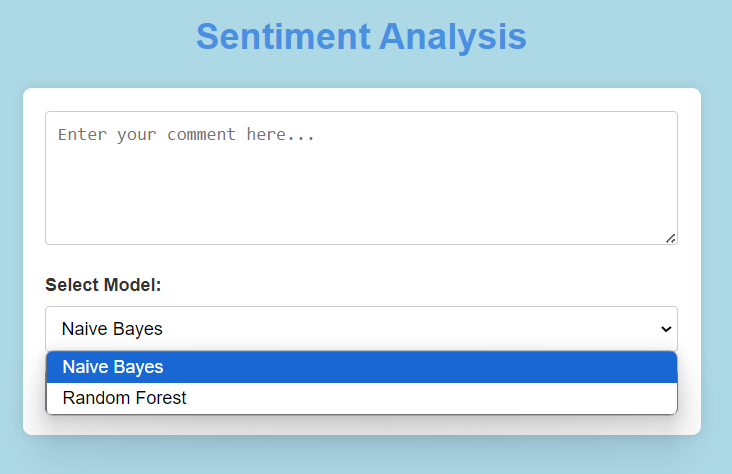 Sentiment Analysis
Enter your comment here...
Select Model:
Naive Bayes
Naive Bayes
Random Forest